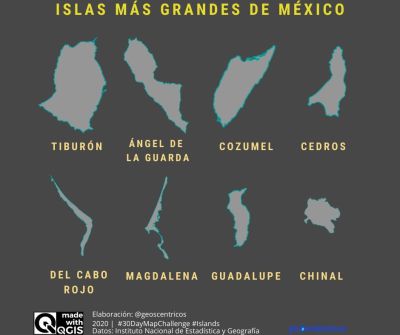 ISLAS MÁS GRANDES DE MÉXICO
TIBURÓN
ÁNGEL DE
LA GUARDA
COZUMEL
CEDROS
DEL CABO
ROJO
MAGDALENA
GUADALUPE
CHINAL
made
with
QGIS
Elaboración: @geoscentricos
2020 | #30DayMapChallenge #Islands
Datos: Instituto Nacional de Estadística y Geografía